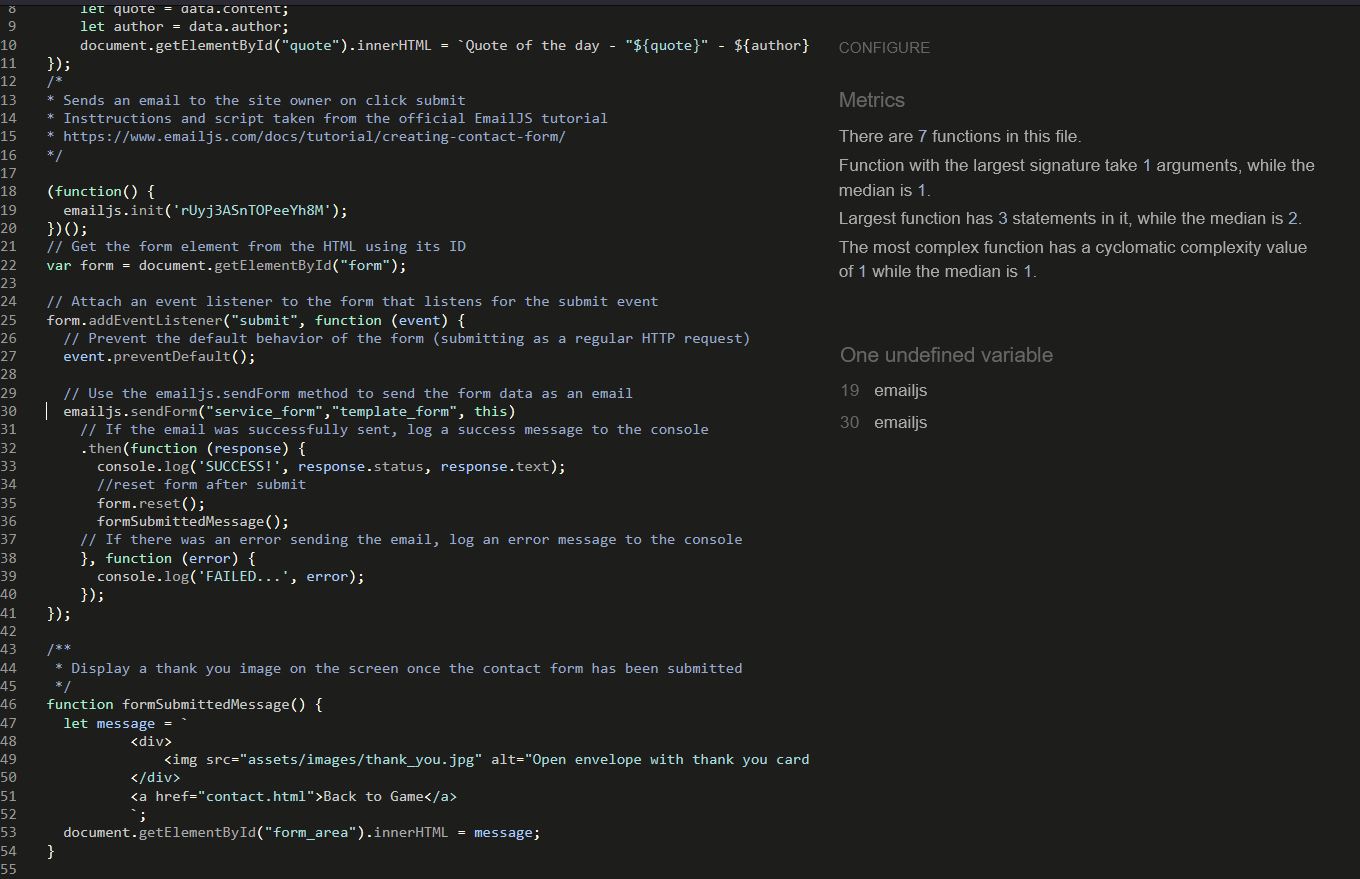 8 let quote = data.content;
9 let author = data.author;
10 document.getElementById("quote").innerHTML = `Quote of the day - "${quote}" - ${author}
11 });
12 /*
13 * Sends an email to the site owner on click submit
14 * Insttructions and script taken from the official EmailJS tutorial
15 * https://www.emailjs.com/docs/tutorial/creating-contact-form/
16 */
17
18 (function() {
19 emailjs.init('rUyj3ASnTOPeeYh8M');
20 })();
21 // Get the form element from the HTML using its ID
22 var form = document.getElementById("form");
23
24 // Attach an event listener to the form that listens for the submit event
25 form.addEventListener("submit", function (event) {
26 // Prevent the default behavior of the form (submitting as a regular HTTP request)
27 event.preventDefault();
28
29 // Use the emailjs.sendForm method to send the form data as an email
30 emailjs.sendForm("service_form","template_form", this)
31 // If the email was successfully sent, log a success message to the console
32 .then(function (response) {
33 console.log('SUCCESS!', response.status, response.text);
34 //reset form after submit
35 form.reset();
36 formSubmittedMessage();
37 // If there was an error sending the email, log an error message to the console
38 }, function (error) {
39 console.log('FAILED...', error);
40 });
41 });
42
43 /**
44 * Display a thank you image on the screen once the contact form has been submitted
45 */
46 function formSubmittedMessage() {
47 let message = `
48 <div>
49 <img src="assets/images/thank_you.jpg" alt="Open envelope with thank you card
50 </div>
51 <a href="contact.html">Back to Game</a>
52 `;
53 document.getElementById("form_area").innerHTML = message;
54 }
55
CONFIGURE
Metrics
There are 7 functions in this file.
Function with the largest signature take 1 arguments, while the
median is 1.
Largest function has 3 statements in it, while the median is 2.
The most complex function has a cyclomatic complexity value
of 1 while the median is 1.
One undefined variable
19 emailjs
30 emailjs